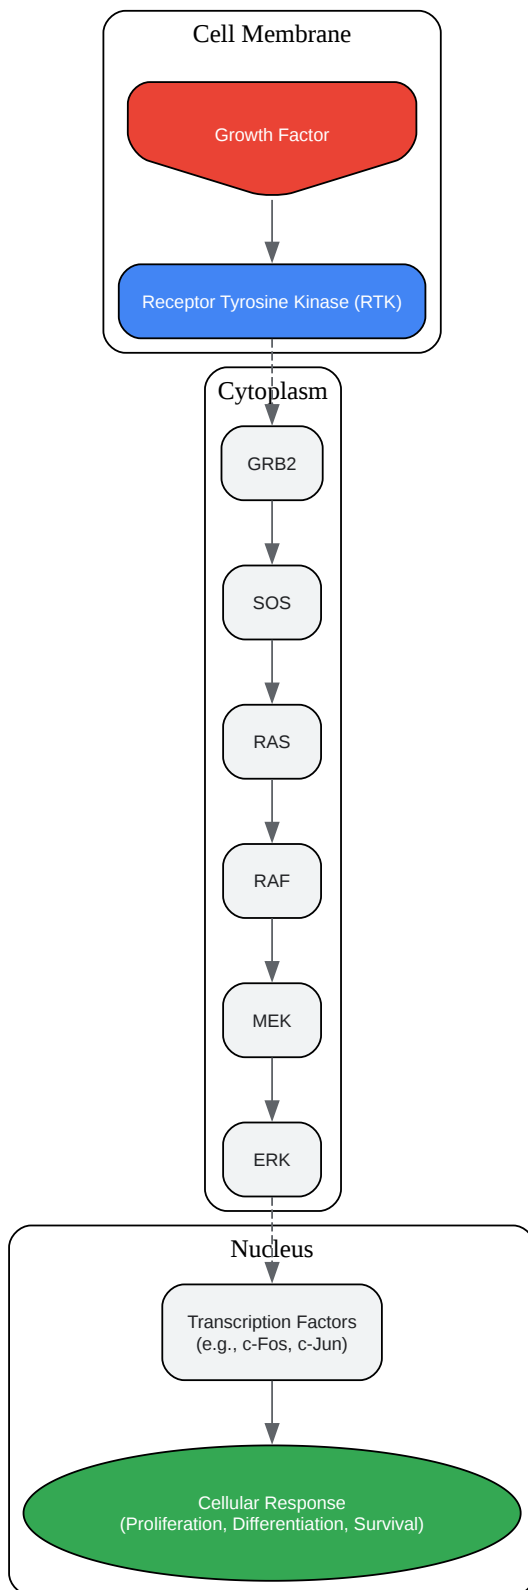 Cell Membrane
Growth Factor
Receptor Tyrosine Kinase (RTK)
Cytoplasm
GRB2
SOS
RAS
RAF
MEK
ERK
Nucleus
Transcription Factors
(e.g., c-Fos, c-Jun)
Cellular Response
(Proliferation, Differentiation, Survival)